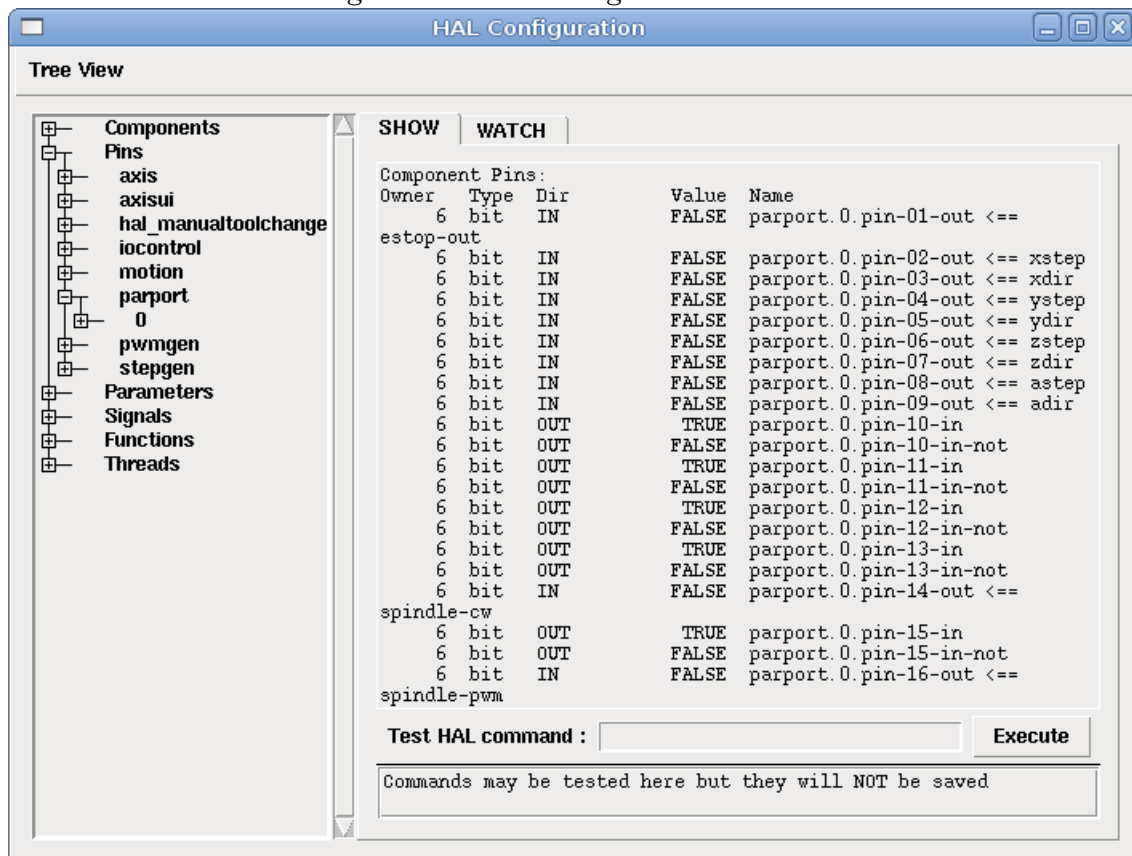 HAL Configuration
Tree View
Components
Pins
axis
axisui
hal_manualtoolchange
iocontrol
motion
parport
0
pwmgen
stepgen
Parameters
Signals
Functions
Threads
SHOW WATCH
Component Pins:
Owner Type Dir Value Name
6 bit IN FALSE parport.0.pin-01-out <==
estop-out
6 bit IN FALSE parport.0.pin-02-out <== xstep
6 bit IN FALSE parport.0.pin-03-out <== xdir
6 bit IN FALSE parport.0.pin-04-out <== ystep
6 bit IN FALSE parport.0.pin-05-out <== ydir
6 bit IN FALSE parport.0.pin-06-out <== zstep
6 bit IN FALSE parport.0.pin-07-out <== zdir
6 bit IN FALSE parport.0.pin-08-out <== astep
6 bit IN FALSE parport.0.pin-09-out <== adir
6 bit OUT TRUE parport.0.pin-10-in
6 bit OUT FALSE parport.0.pin-10-in-not
6 bit OUT TRUE parport.0.pin-11-in
6 bit OUT FALSE parport.0.pin-11-in-not
6 bit OUT TRUE parport.0.pin-12-in
6 bit OUT FALSE parport.0.pin-12-in-not
6 bit OUT TRUE parport.0.pin-13-in
6 bit OUT FALSE parport.0.pin-13-in-not
6 bit IN FALSE parport.0.pin-14-out <==
spindle-cw
6 bit OUT TRUE parport.0.pin-15-in
6 bit OUT FALSE parport.0.pin-15-in-not
6 bit IN FALSE parport.0.pin-16-out <==
spindle-pwm
Test HAL command : Execute
Commands may be tested here but they will NOT be saved